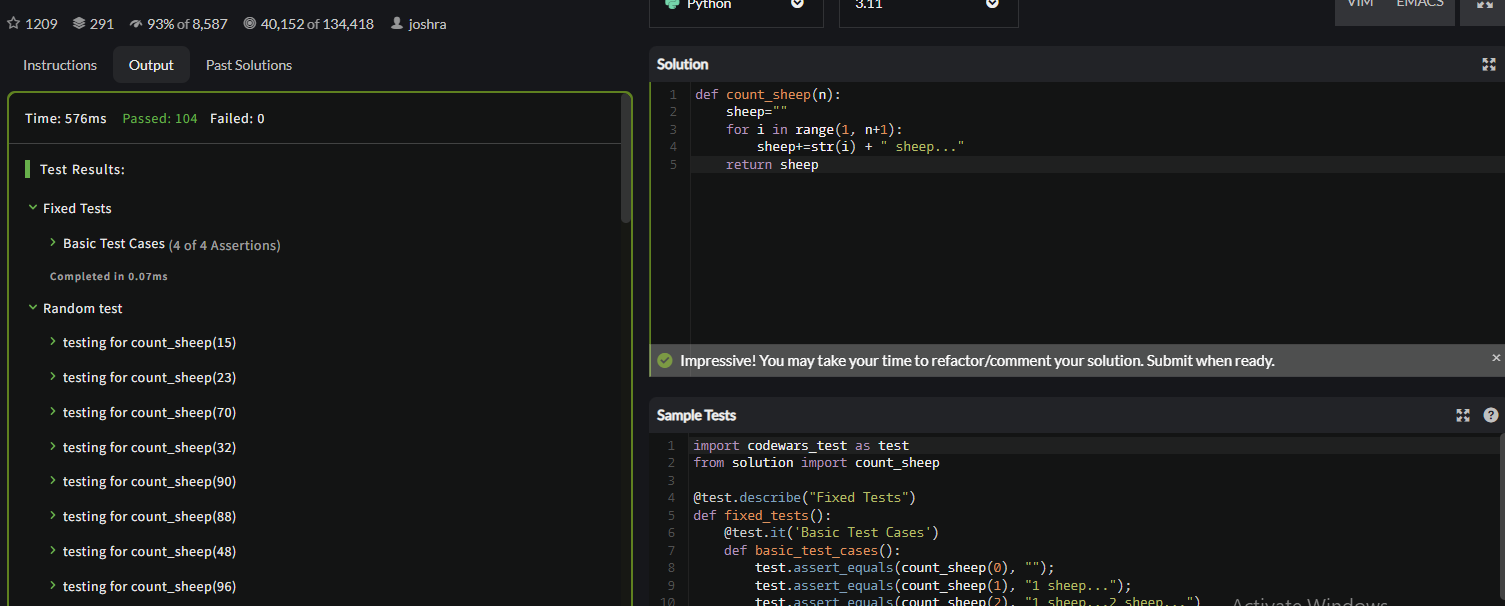 1209 291 93% of 8,587 40,152 of 134,418 joshra
Python
3.11
VIM EMACS
Instructions Output Past Solutions
Time: 576ms Passed: 104 Failed: 0
Test Results:
Fixed Tests
Basic Test Cases (4 of 4 Assertions)
Completed in 0.07ms
Random test
testing for count_sheep(15)
testing for count_sheep(23)
testing for count_sheep(70)
testing for count_sheep(32)
testing for count_sheep(90)
testing for count_sheep(88)
testing for count_sheep(48)
testing for count_sheep(96)
Solution
1 def count_sheep(n):
2 sheep=""
3 for i in range(1, n+1):
4 sheep+=str(i) + " sheep..."
5 return sheep
Impressive! You may take your time to refactor/comment your solution. Submit when ready.
Sample Tests
1 import codewars_test as test
2 from solution import count_sheep
3
4 @test.describe("Fixed Tests")
5 def fixed_tests():
6 @test.it('Basic Test Cases')
7 def basic_test_cases():
8 test.assert_equals(count_sheep(0), "");
9 test.assert_equals(count_sheep(1), "1 sheep...");
10 test.assert_equals(count_sheep(2), "1 sheep...2 sheep...")
Activate Windows